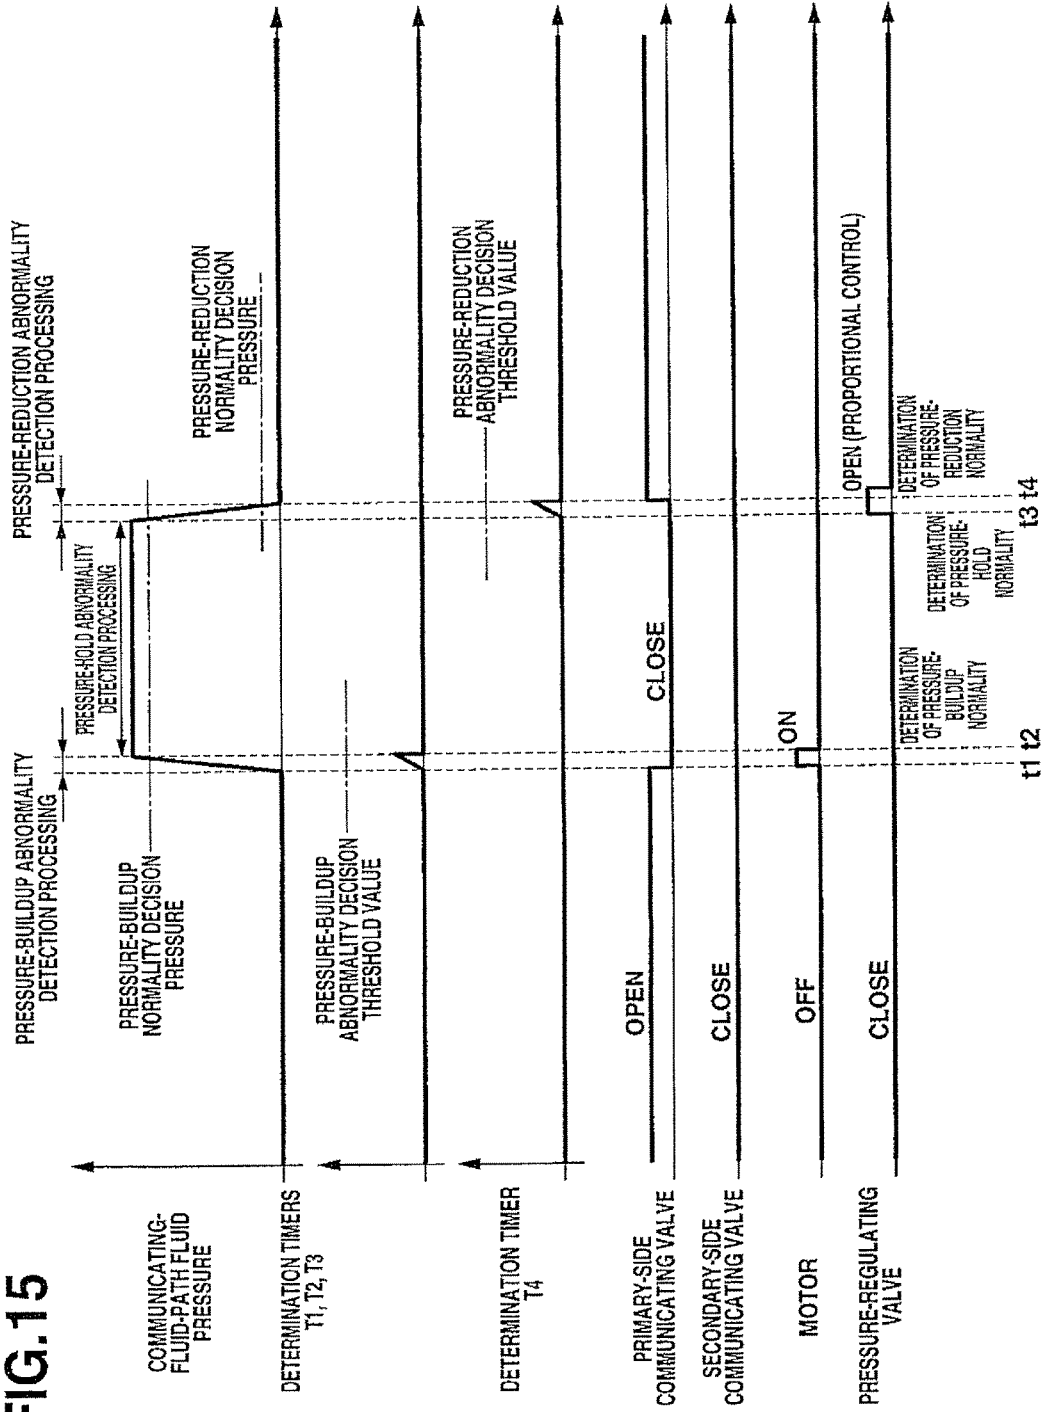 FIG.15
PRESSURE-BUILDUP ABNORMALITY
DETECTION PROCESSING
PRESSURE-HOLD ABNORMALITY
DETECTION PROCESSING
PRESSURE-REDUCTION ABNORMALITY
DETECTION PROCESSING
COMMUNICATING-
FLUID-PATH FLUID
PRESSURE
PRESSURE-BUILDUP
NORMALITY DECISION
PRESSURE
PRESSURE-REDUCTION
NORMALITY DECISION
PRESSURE
DETERMINATION TIMERS
T1, T2, T3
PRESSURE-BUILDUP
ABNORMALITY DECISION
THRESHOLD VALUE
DETERMINATION TIMER
T4
PRESSURE-REDUCTION
ABNORMALITY DECISION
THRESHOLD VALUE
PRIMARY-SIDE
COMMUNICATING VALVE
OPEN
CLOSE
SECONDARY-SIDE
COMMUNICATING VALVE
CLOSE
MOTOR
OFF
ON
PRESSURE-REGULATING
VALVE
CLOSE
OPEN (PROPORTIONAL CONTROL)
DETERMINATION
OF PRESSURE-
BUILDUP
NORMALITY
DETERMINATION
OF PRESSURE-
HOLD
NORMALITY
DETERMINATION
OF PRESSURE-
REDUCTION
NORMALITY
t1 t2
t3 t4